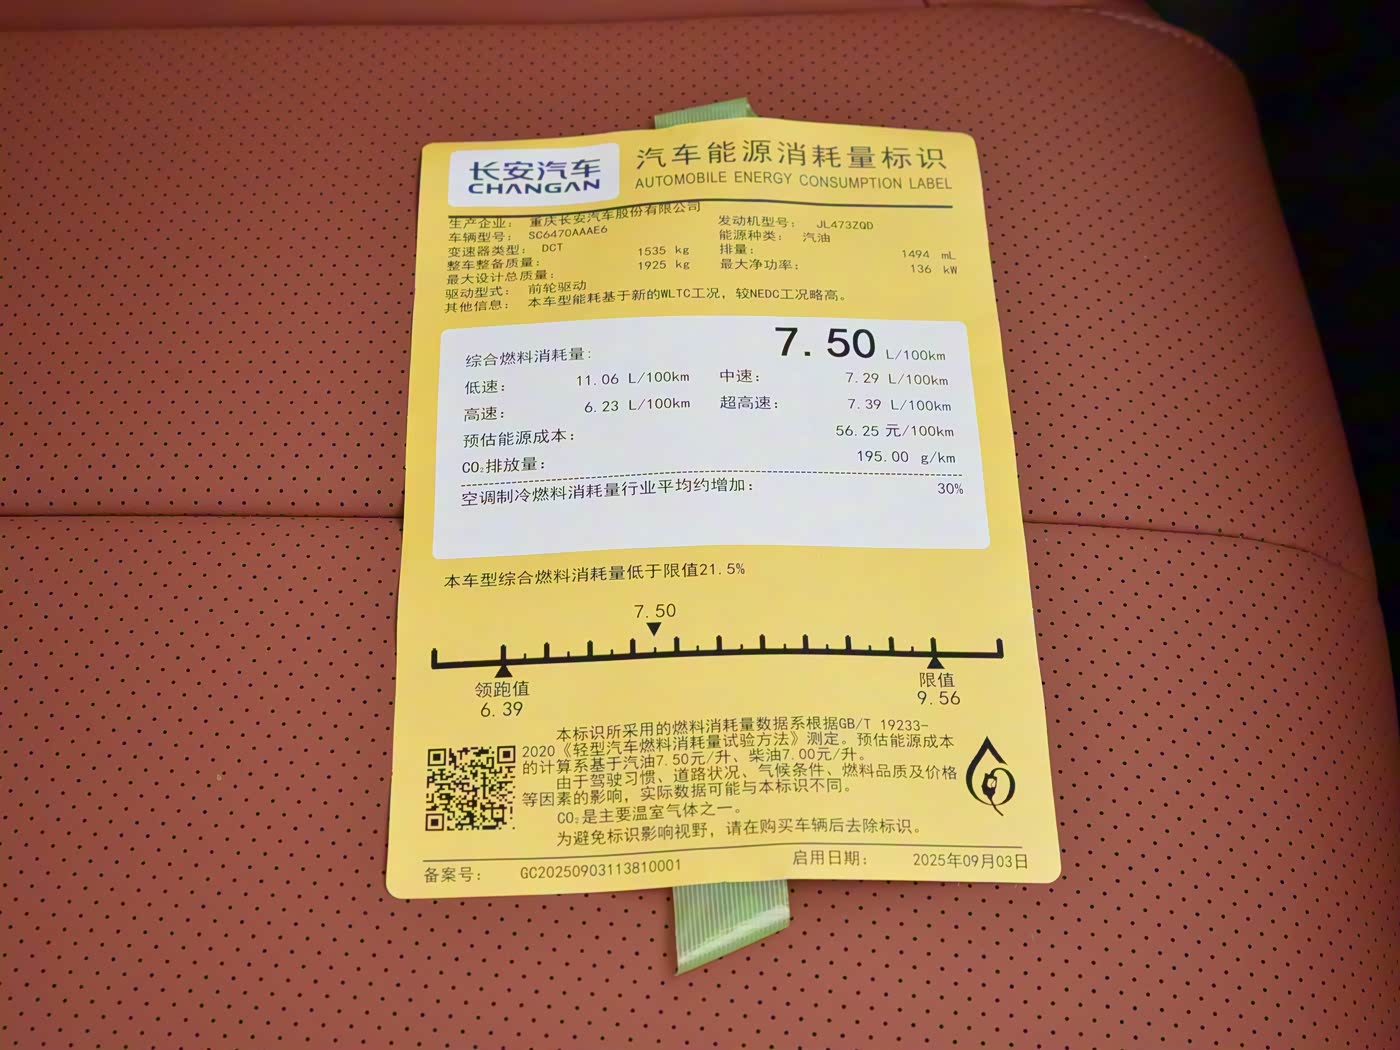 长安汽车
CHANGAN
汽车能源消耗量标识
AUTOMOBILE ENERGY CONSUMPTION LABEL
生产企业： 重庆长安汽车股份有限公司
车辆型号： SC6470AAAE6 发动机型号： JL473ZQD
变速器类型： DCT 能源种类： 汽油
整车整备质量： 1535 kg 排量： 1494 mL
最大设计总质量： 1925 kg 最大净功率： 136 kW
驱动型式： 前轮驱动
其他信息： 本车型能耗基于新的WLTC工况，较NEDC工况略高。
综合燃料消耗量： 7.50 L/100km
低速： 11.06 L/100km 中速： 7.29 L/100km
高速： 6.23 L/100km 超高速： 7.39 L/100km
预估能源成本： 56.25 元/100km
CO₂排放量： 195.00 g/km
空调制冷燃料消耗量行业平均约增加： 30%
本车型综合燃料消耗量低于限值21.5%
7.50
领跑值 限值
6.39 9.56
本标识所采用的燃料消耗量数据系根据GB/T 19233-
2020《轻型汽车燃料消耗量试验方法》测定。预估能源成本
的计算系基于汽油7.50元/升、柴油7.00元/升。
由于驾驶习惯、道路状况、气候条件、燃料品质及价格
等因素的影响，实际数据可能与本标识不同。
CO₂是主要温室气体之一。
为避免标识影响视野，请在购买车辆后去除标识。
备案号： GC20250903113810001 启用日期： 2025年09月03日